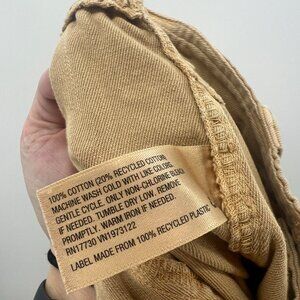 100% COTTON (20% RECYCLED COTTON)
MACHINE WASH COLD WITH LIKE COLORS.
GENTLE CYCLE. ONLY NON-CHLORINE BLEACH
IF NEEDED. TUMBLE DRY LOW. REMOVE
PROMPTLY. WARM IRON IF NEEDED.
RN17730 VN1973122
LABEL MADE FROM 100% RECYCLED PLASTIC